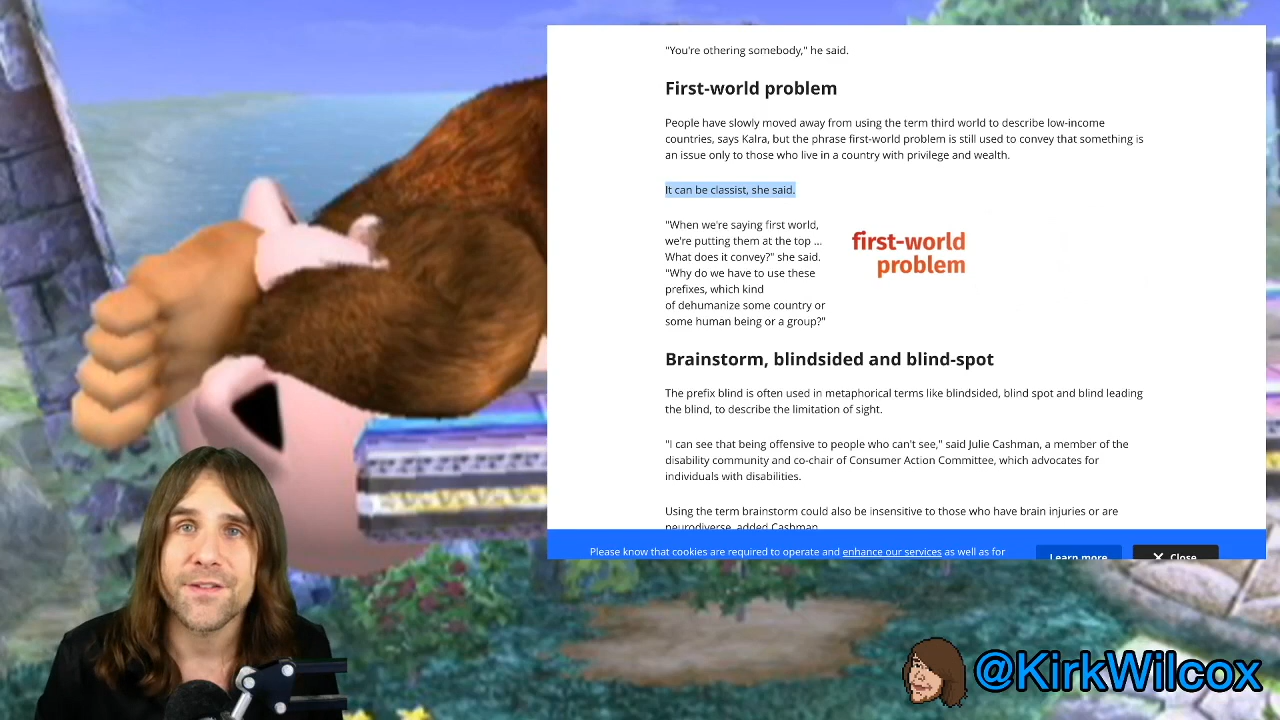 "You're othering somebody," he said.
First-world problem
People have slowly moved away from using the term third world to describe low-income
countries, says Kalra, but the phrase first-world problem is still used to convey that something is
an issue only to those who live in a country with privilege and wealth.
It can be classist, she said.
"When we're saying first world,
we're putting them at the top ...
What does it convey?" she said.
"Why do we have to use these
prefixes, which kind
of dehumanize some country or
some human being or a group?"
first-world
problem
Brainstorm, blindsided and blind-spot
The prefix blind is often used in metaphorical terms like blindsided, blind spot and blind leading
the blind, to describe the limitation of sight.
"I can see that being offensive to people who can't see," said Julie Cashman, a member of the
disability community and co-chair of Consumer Action Committee, which advocates for
individuals with disabilities.
Using the term brainstorm could also be insensitive to those who have brain injuries or are
neurodiverse, added Cashman.
Please know that cookies are required to operate and enhance our services as well as for
Learn more
X Close
@KirkWilcox